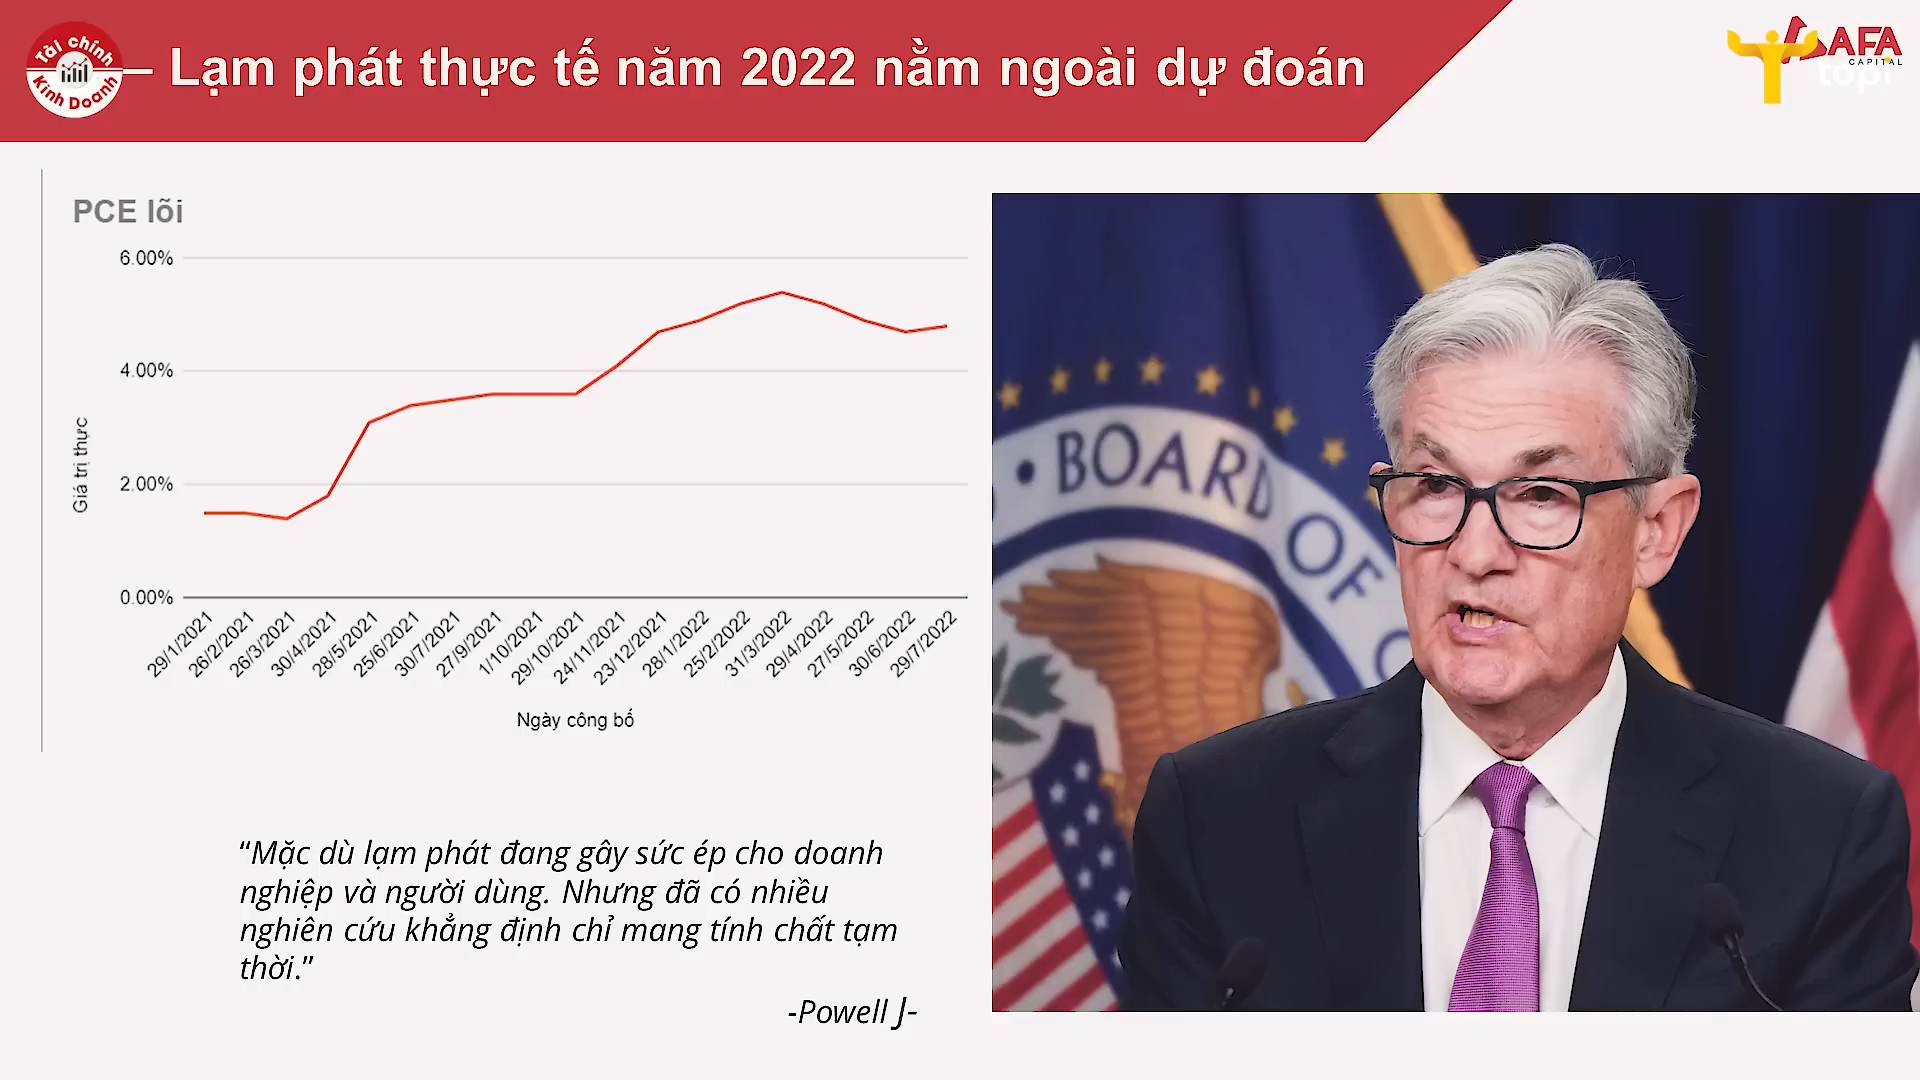 Tài chính
Kinh Doanh
Lạm phát thực tế năm 2022 nằm ngoài dự đoán
AFA
CAPITAL
topi
PCE lõi
6.00%
4.00%
2.00%
0.00%
Giá trị thực
29/1/2021
26/2/2021
26/3/2021
30/4/2021
28/5/2021
25/6/2021
30/7/2021
27/9/2021
1/10/2021
29/10/2021
24/11/2021
23/12/2021
28/1/2022
25/2/2022
31/3/2022
29/4/2022
27/5/2022
30/6/2022
29/7/2022
Ngày công bố
BOARD OF
“Mặc dù lạm phát đang gây sức ép cho doanh
nghiệp và người dùng. Nhưng đã có nhiều
nghiên cứu khẳng định chỉ mang tính chất tạm
thời.”
-Powell J-